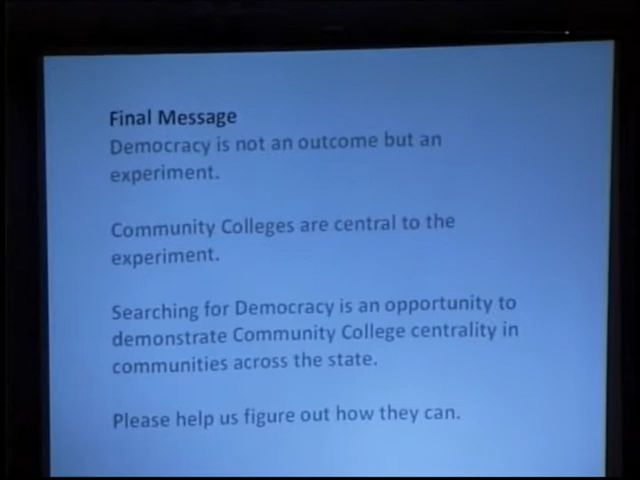 Final Message
Democracy is not an outcome but an
experiment.
Community Colleges are central to the
experiment.
Searching for Democracy is an opportunity to
demonstrate Community College centrality in
communities across the state.
Please help us figure out how they can.